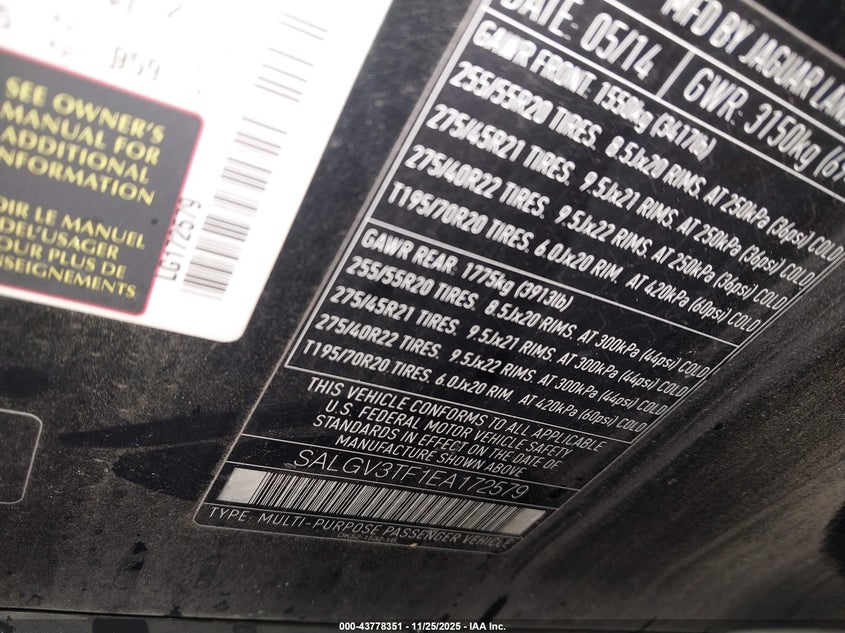 859
SEE OWNER'S
MANUAL FOR
ADDITIONAL
INFORMATION
DIR LE MANUEL
DEL'USAGER
OUR PLUS DE
NSEIGNEMENTS
LG172579
MFD BY JAGUAR LAN
DATE: 05/14 GWR: 3150kg (69
GAWR FRONT: 1550kg (3417lb)
255/55R20 TIRES. 8.5Jx20 RIMS. AT 250kPa (36psi) COLD
275/45R21 TIRES. 9.5Jx21 RIMS. AT 250kPa (36psi) COLD
275/40R22 TIRES. 9.5Jx22 RIMS. AT 250kPa (36psi) COLD
T195/70R20 TIRES. 6.0Jx20 RIM. AT 420kPa (60psi) COLD
GAWR REAR: 1775kg (3913lb)
255/55R20 TIRES. 8.5Jx20 RIMS. AT 300kPa (44psi) COLD
275/45R21 TIRES. 9.5Jx21 RIMS. AT 300kPa (44psi) COLD
275/40R22 TIRES. 9.5Jx22 RIMS. AT 300kPa (44psi) COLD
T195/70R20 TIRES. 6.0Jx20 RIM. AT 420kPa (60psi) COLD
THIS VEHICLE CONFORMS TO ALL APPLICABLE
U.S. FEDERAL MOTOR VEHICLE SAFETY
STANDARDS IN EFFECT ON THE DATE OF
MANUFACTURE SHOWN ABOVE
SALGV3TF1EA172579
TYPE: MULTI-PURPOSE PASSENGER VEHICLE
000-43778351 — 11/25/2025 - IAA Inc.